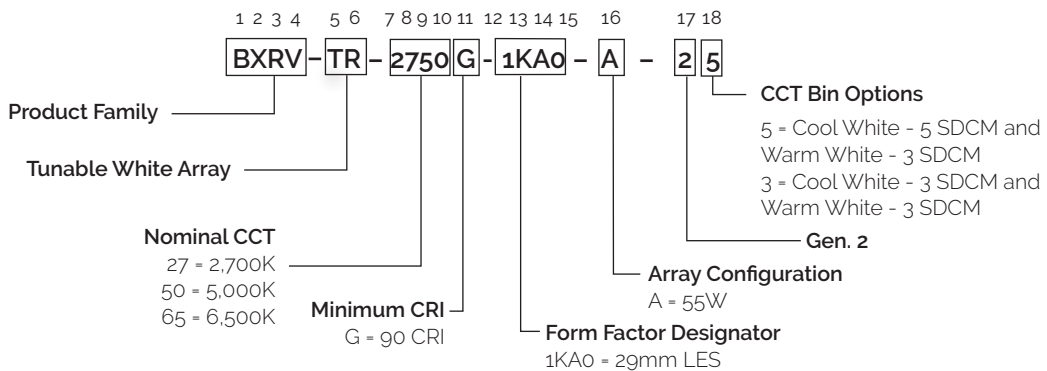 1 2 3 4 5 6 7 8 9 10 11 12 13 14 15 16 17 18
BXRV – TR – 2750 G - 1KA0 – A – 2 5
Product Family
Tunable White Array
Nominal CCT
27 = 2,700K
50 = 5,000K
65 = 6,500K
Minimum CRI
G = 90 CRI
Form Factor Designator
1KA0 = 29mm LES
Array Configuration
A = 55W
Gen. 2
CCT Bin Options
5 = Cool White - 5 SDCM and
Warm White - 3 SDCM
3 = Cool White - 3 SDCM and
Warm White - 3 SDCM